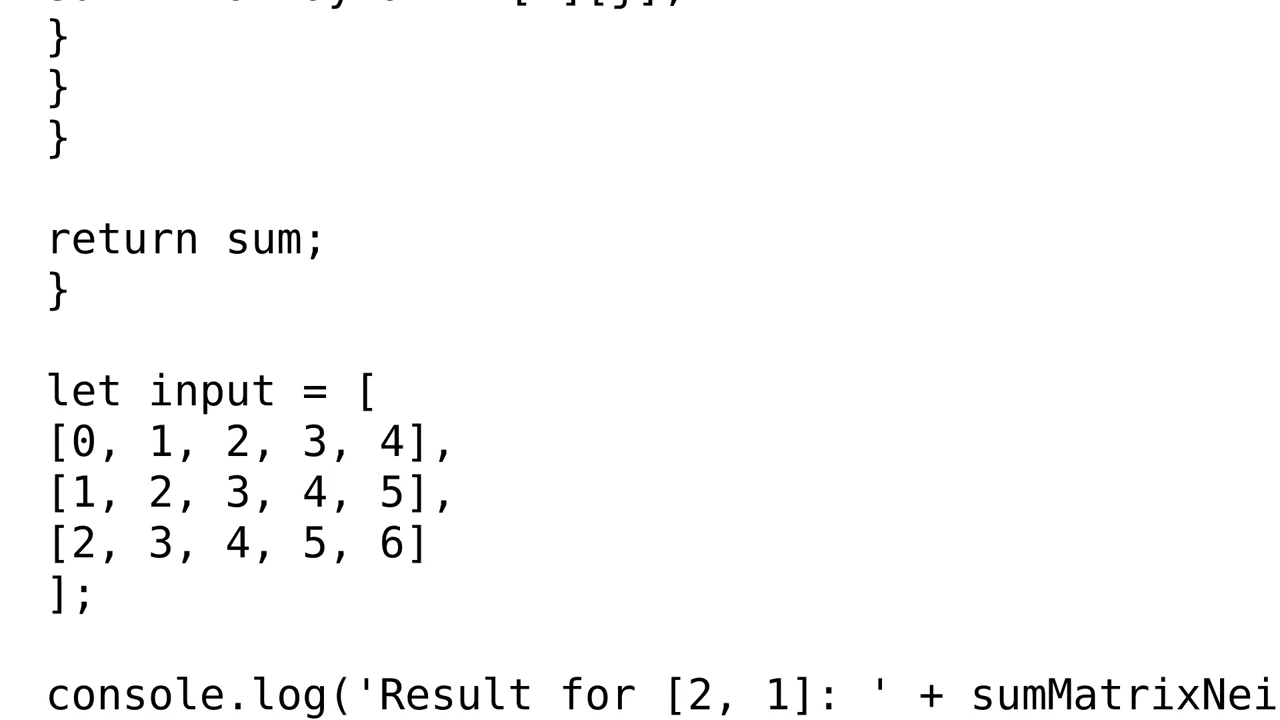 }
}
}
return sum;
}
let input = [
[0, 1, 2, 3, 4],
[1, 2, 3, 4, 5],
[2, 3, 4, 5, 6]
];
console.log('Result for [2, 1]: ' + sumMatrixNei